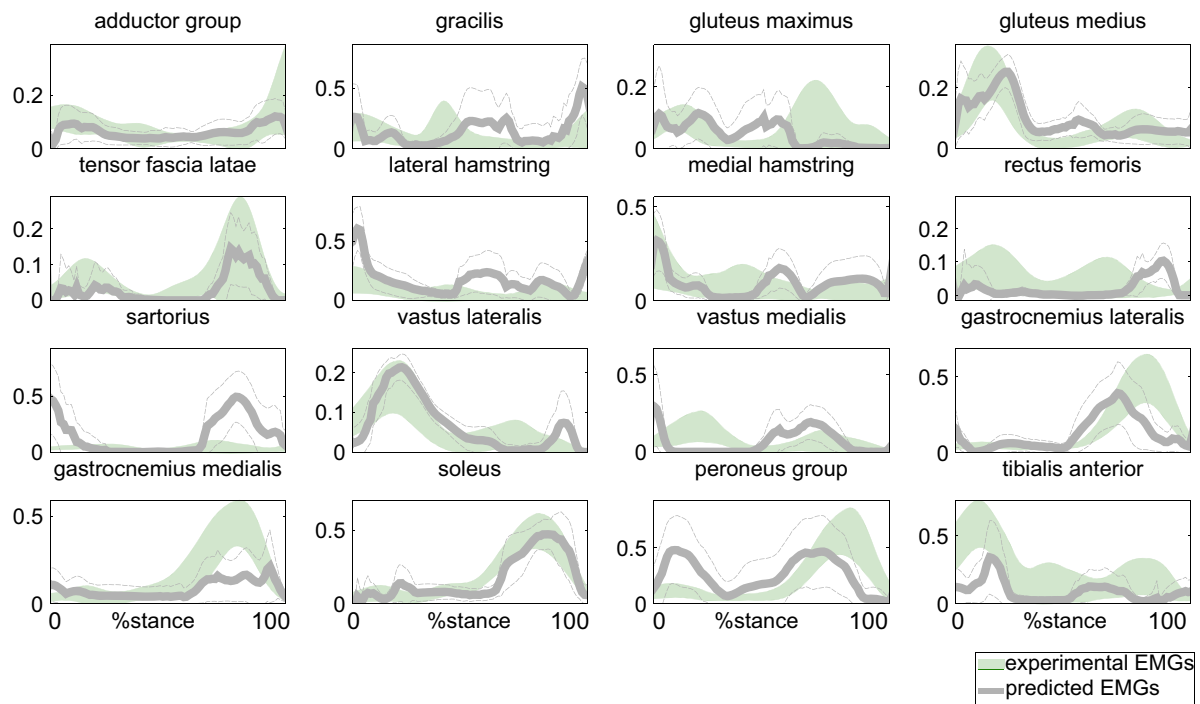 adductor group gracilis gluteus maximus gluteus medius
0.2 0.5 0.2 0.2
0 0 0 0
tensor fascia latae lateral hamstring medial hamstring rectus femoris
0.2 0.5 0.5 0.2
0.1 0.1
0 0 0 0
sartorius vastus lateralis vastus medialis gastrocnemius lateralis
0.5 0.2 0.5 0.5
0.1
0 0 0 0
gastrocnemius medialis soleus peroneus group tibialis anterior
0.5 0.5 0.5 0.5
0 0 0 0
0 %stance 100 0 %stance 100 0 %stance 100 0 %stance 100
experimental EMGs
predicted EMGs